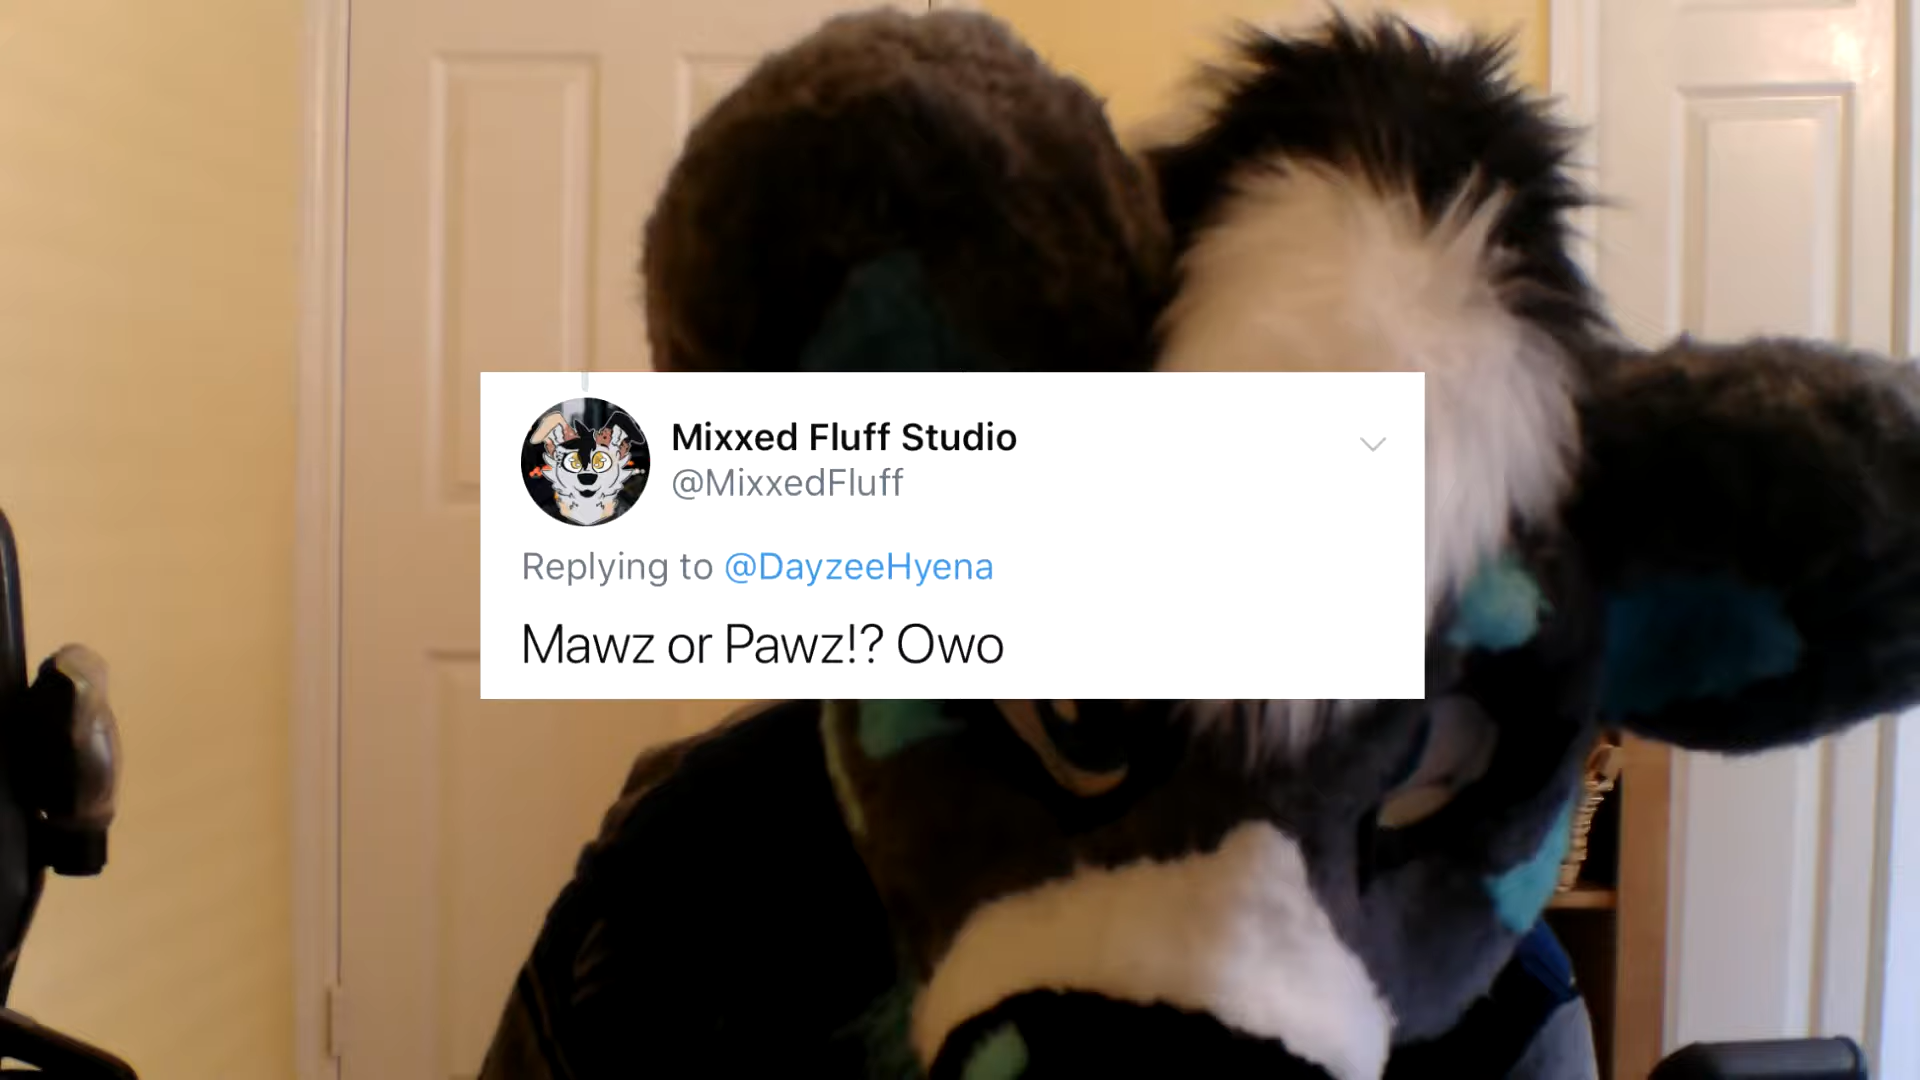 Mixxed Fluff Studio
@MixxedFluff
Replying to @DayzeeHyena
Mawz or Pawz!? Owo